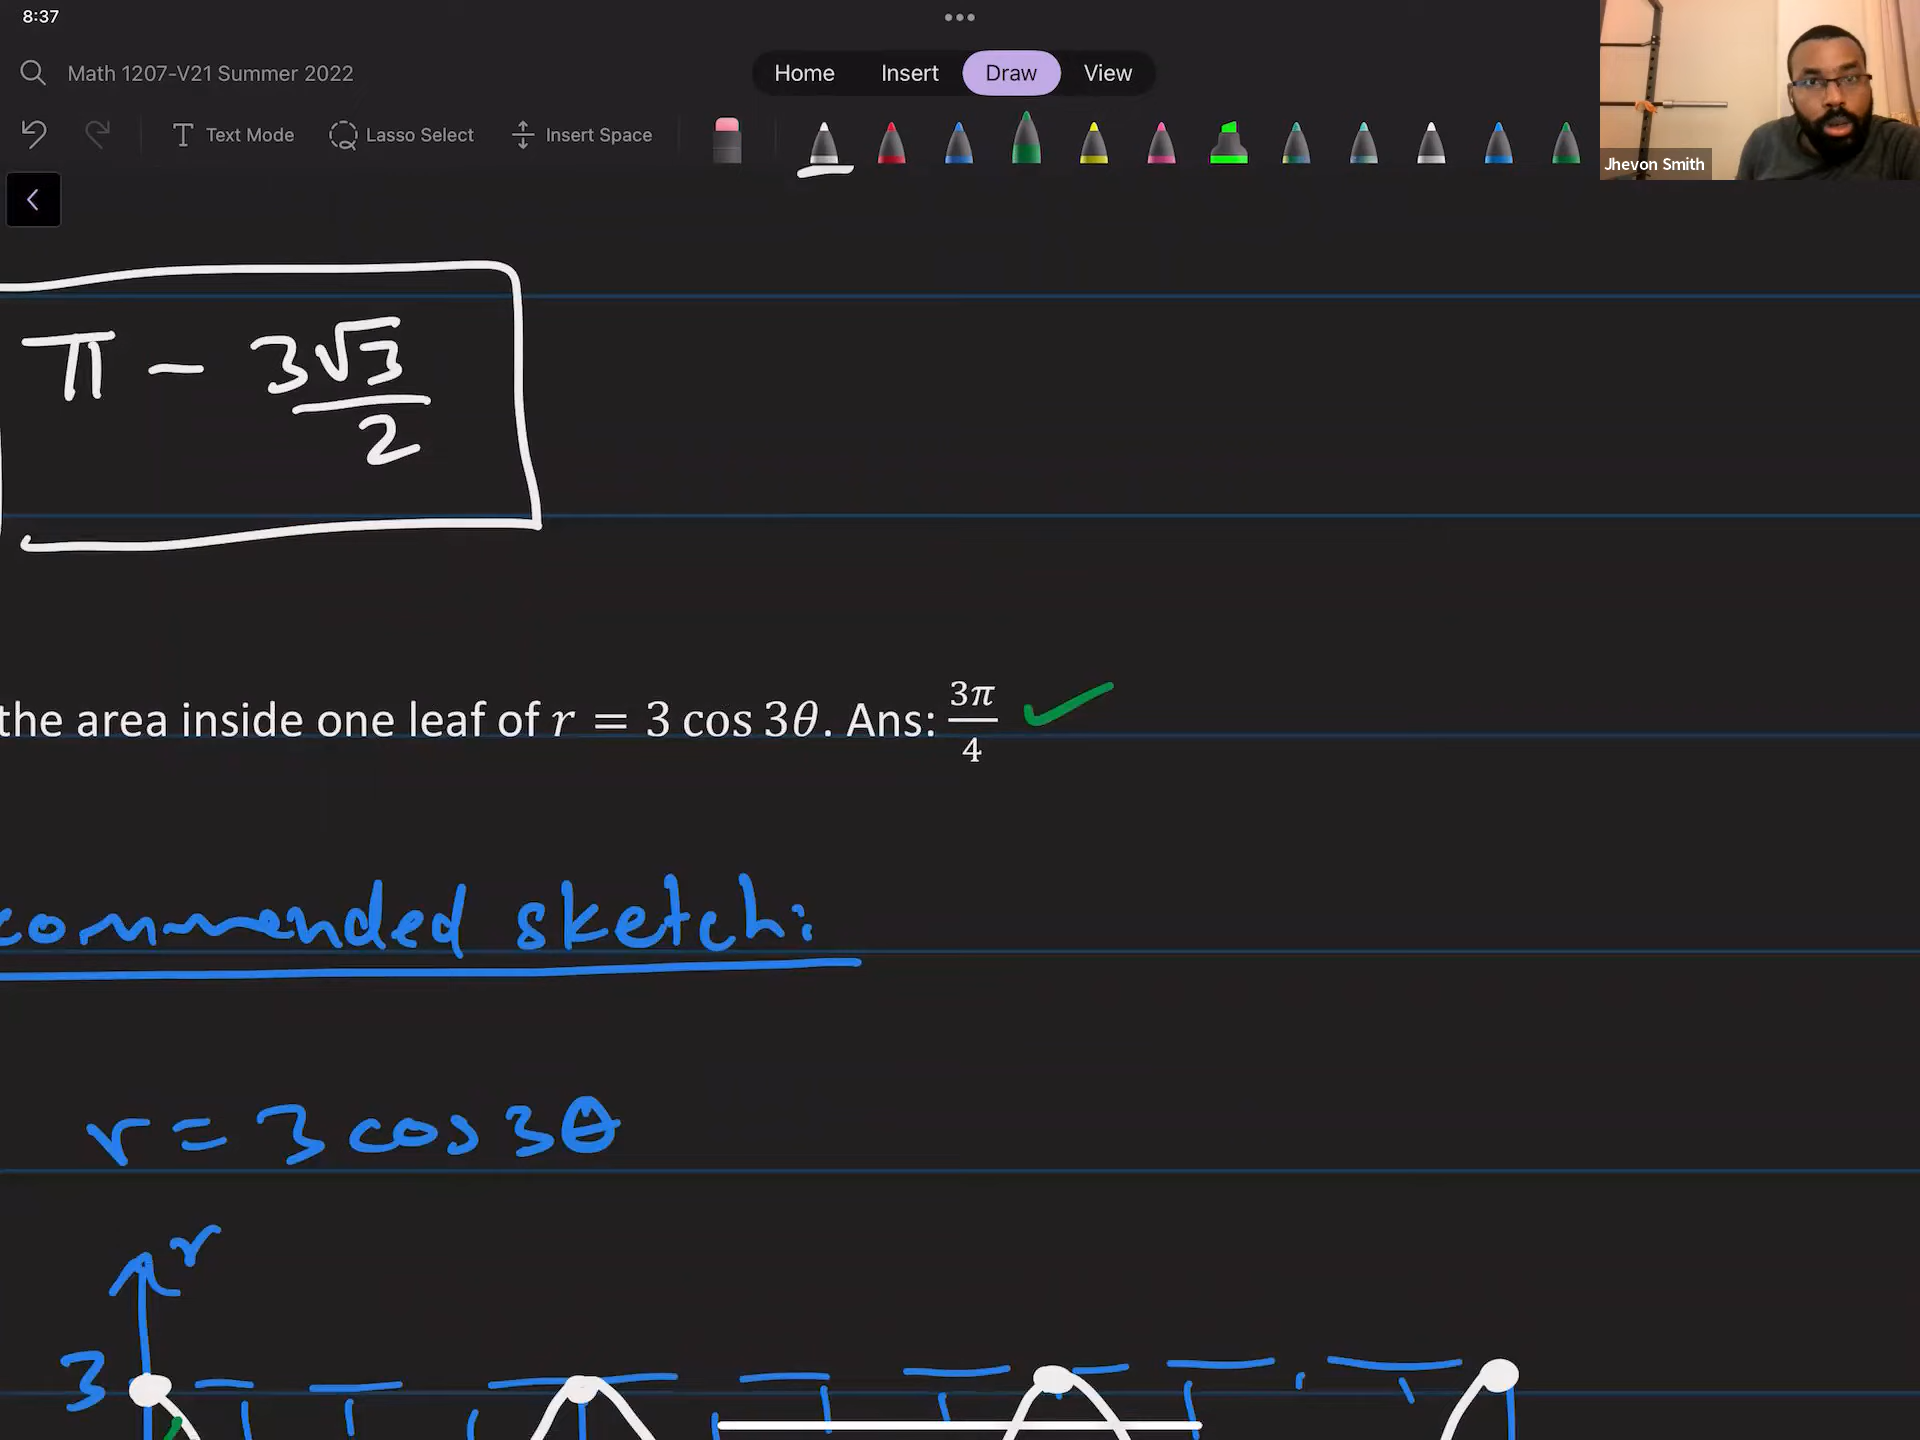 8:37
Math 1207-V21 Summer 2022
Home Insert Draw View
Text Mode Lasso Select Insert Space
Jhevon Smith
π - 3√3/2
the area inside one leaf of r = 3 cos 3θ. Ans: 3π/4
commended sketch:
r = 3 cos 3θ
r
3